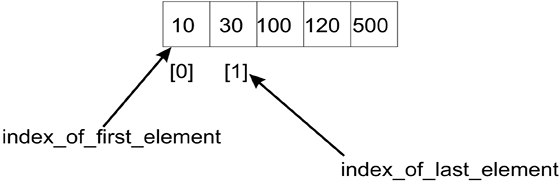 10 30 100 120 500
[0] [1]
index_of_first_element
index_of_last_element